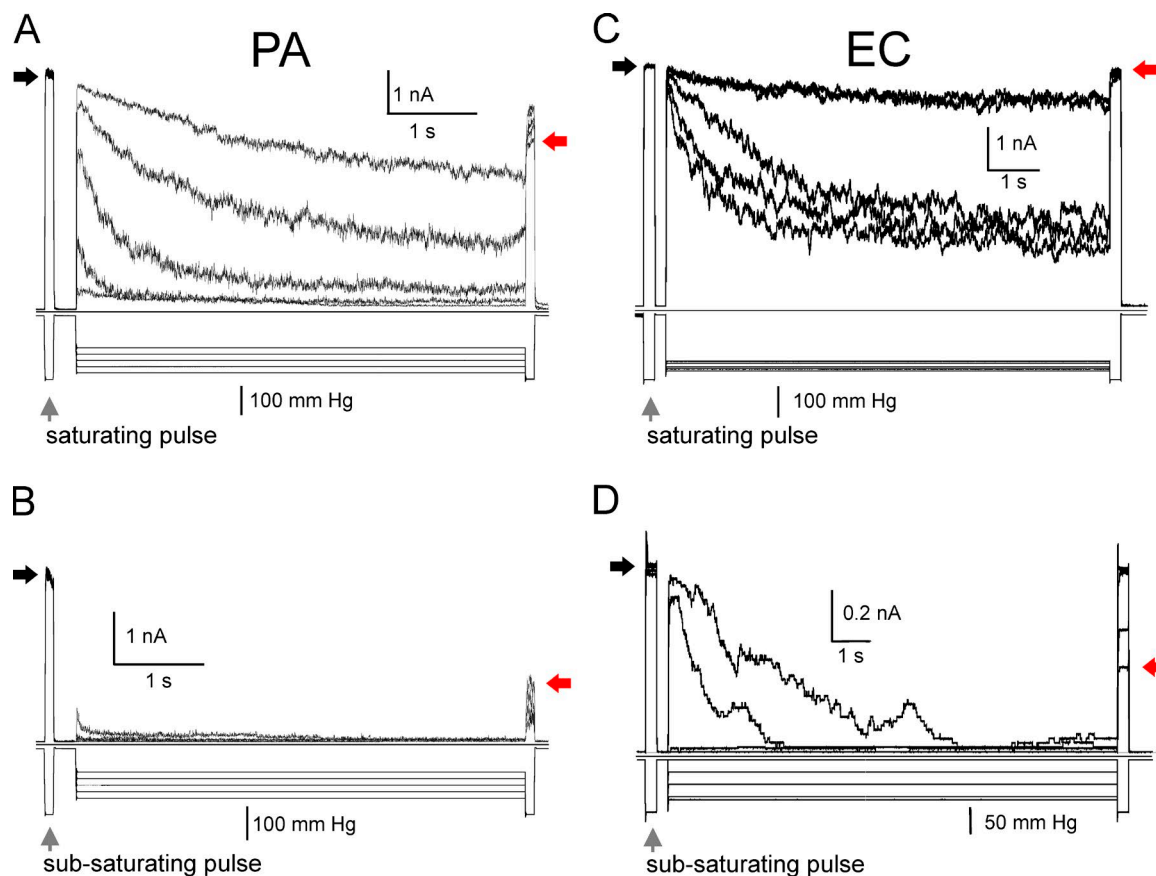 A
PA
1 nA
1 s
100 mm Hg
saturating pulse
B
1 nA
1 s
100 mm Hg
sub-saturating pulse
C
EC
1 nA
1 s
100 mm Hg
saturating pulse
D
0.2 nA
1 s
50 mm Hg
sub-saturating pulse